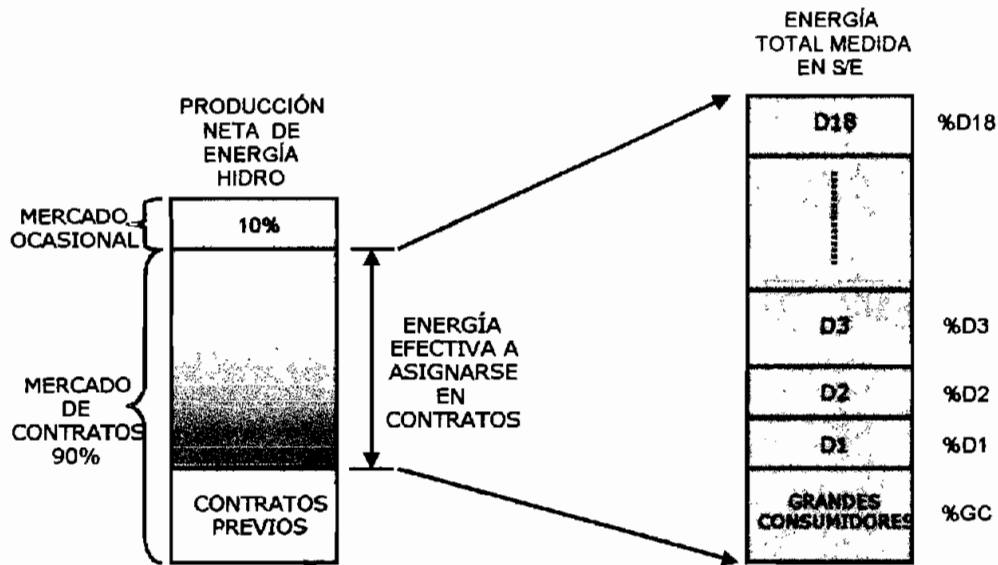 PRODUCCIÓN
NETA DE
ENERGÍA
HIDRO
MERCADO
OCASIONAL
10%
MERCADO
DE
CONTRATOS
90%
CONTRATOS
PREVIOS
ENERGÍA
EFECTIVA A
ASIGNARSE
EN
CONTRATOS
ENERGÍA
TOTAL MEDIDA
EN S/E
D18 %D18
D3 %D3
D2 %D2
D1 %D1
GRANDES
CONSUMIDORES %GC